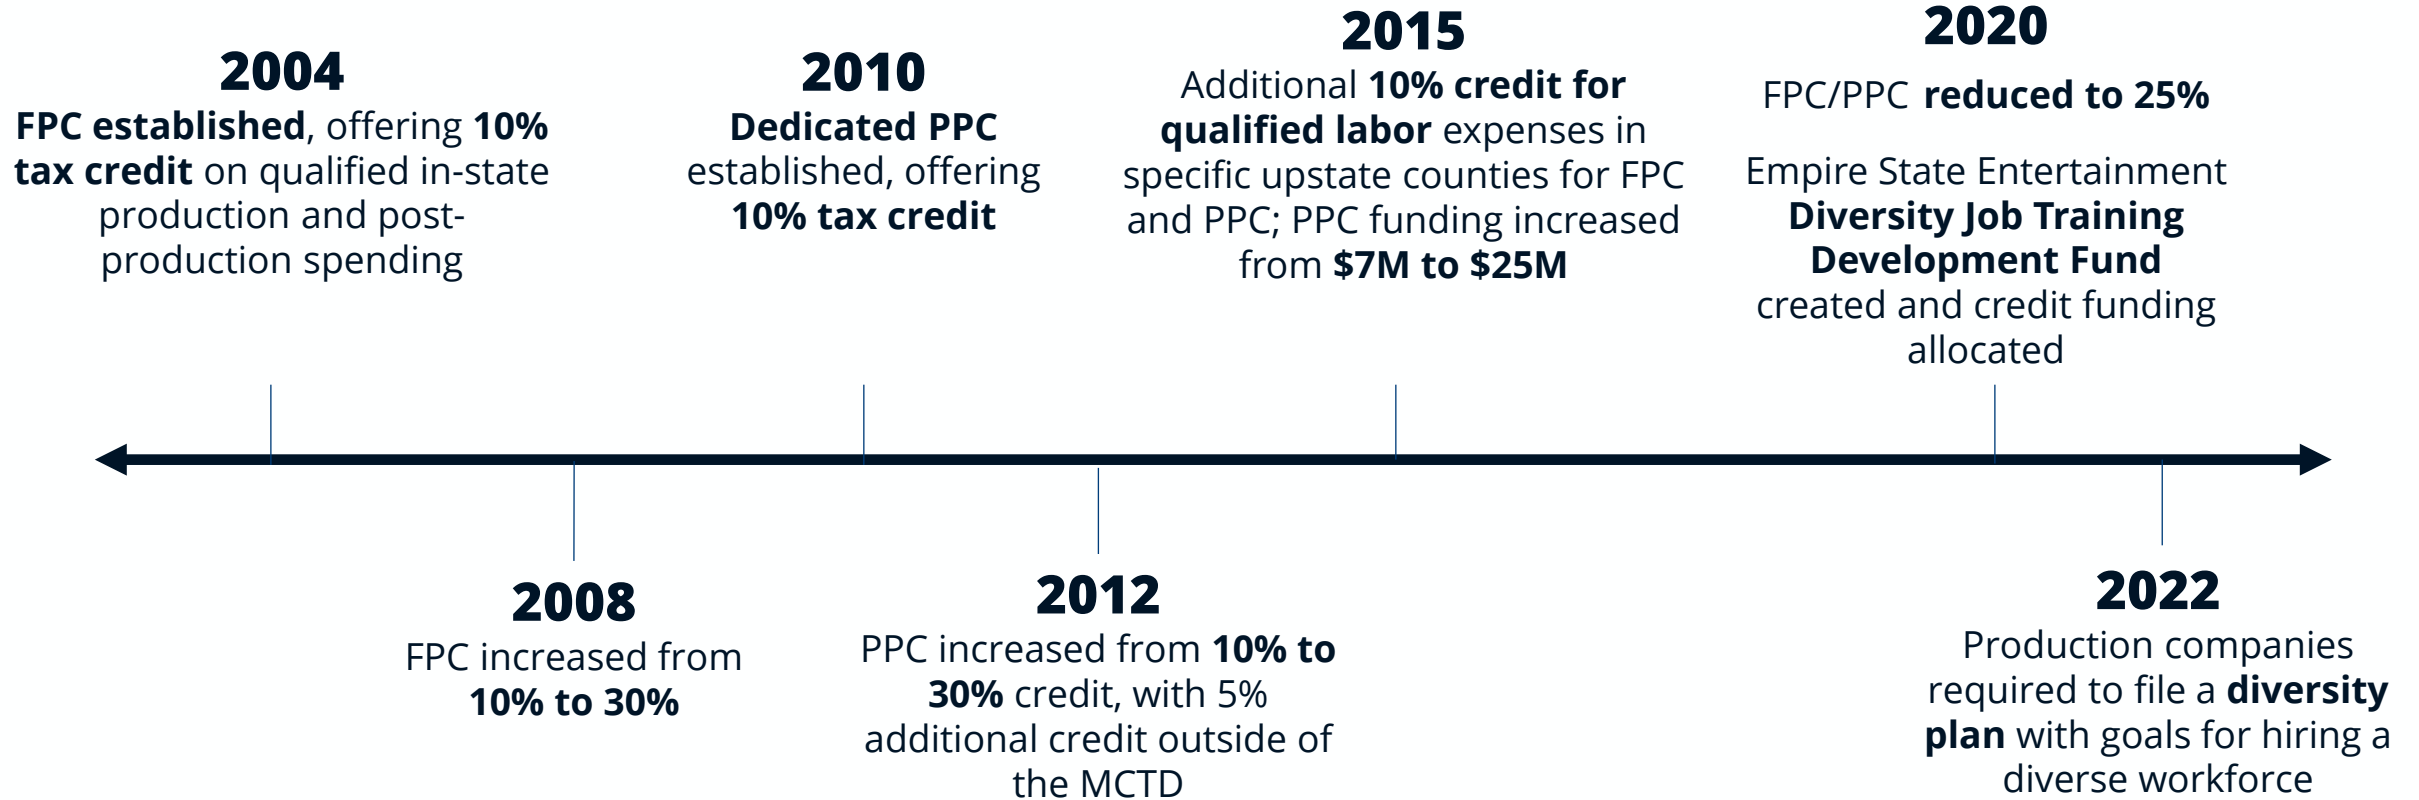 2004
FPC established, offering 10%
tax credit on qualified in-state
production and post-
production spending
2010
Dedicated PPC
established, offering
10% tax credit
2015
Additional 10% credit for
qualified labor expenses in
specific upstate counties for FPC
and PPC; PPC funding increased
from $7M to $25M
2020
FPC/PPC reduced to 25%
Empire State Entertainment
Diversity Job Training
Development Fund
created and credit funding
allocated
2008
FPC increased from
10% to 30%
2012
PPC increased from 10% to
30% credit, with 5%
additional credit outside of
the MCTD
2022
Production companies
required to file a diversity
plan with goals for hiring a
diverse workforce